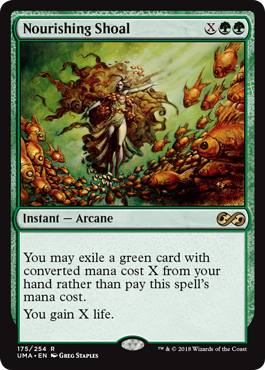 Nourishing Shoal XGG
Instant — Arcane
You may exile a green card with
converted mana cost X from your
hand rather than pay this spell's
mana cost.
You gain X life.
175/254 R
UMA • EN Greg Staples
™ & © 2018 Wizards of the Coast